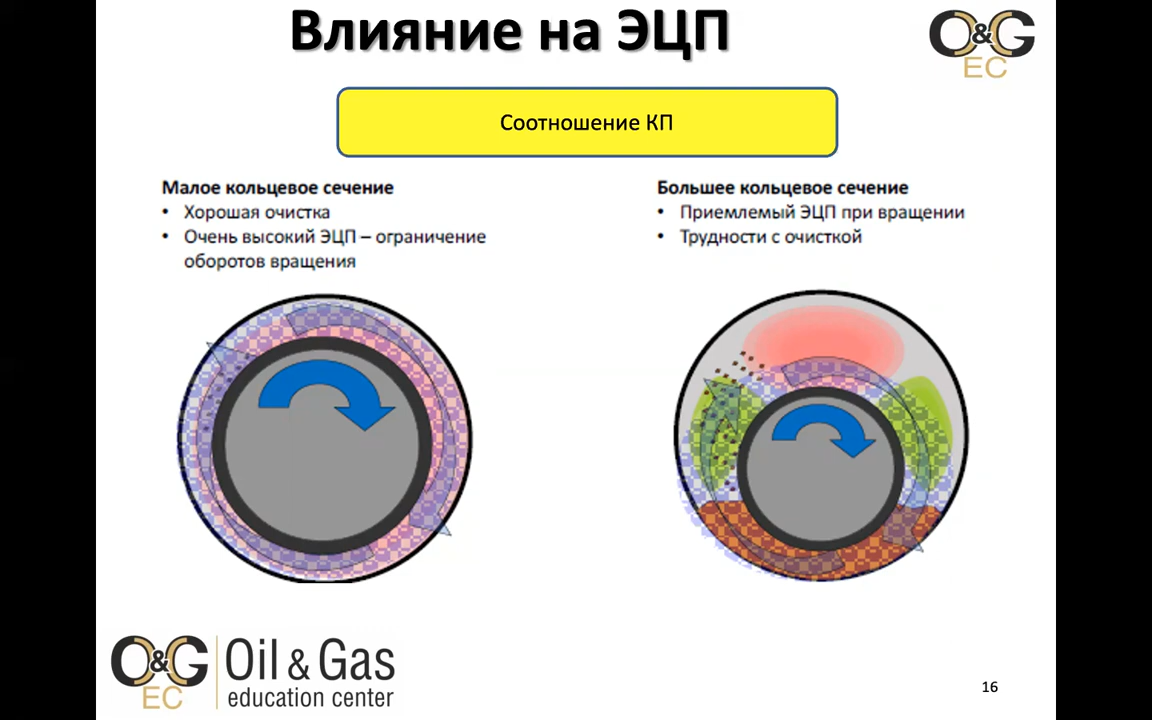 Влияние на ЭЦП
O&G
EC
Соотношение КП
Малое кольцевое сечение
• Хорошая очистка
• Очень высокий ЭЦП – ограничение
оборотов вращения
Большее кольцевое сечение
• Приемлемый ЭЦП при вращении
• Трудности с очисткой
O&G
EC
Oil & Gas
education center
16